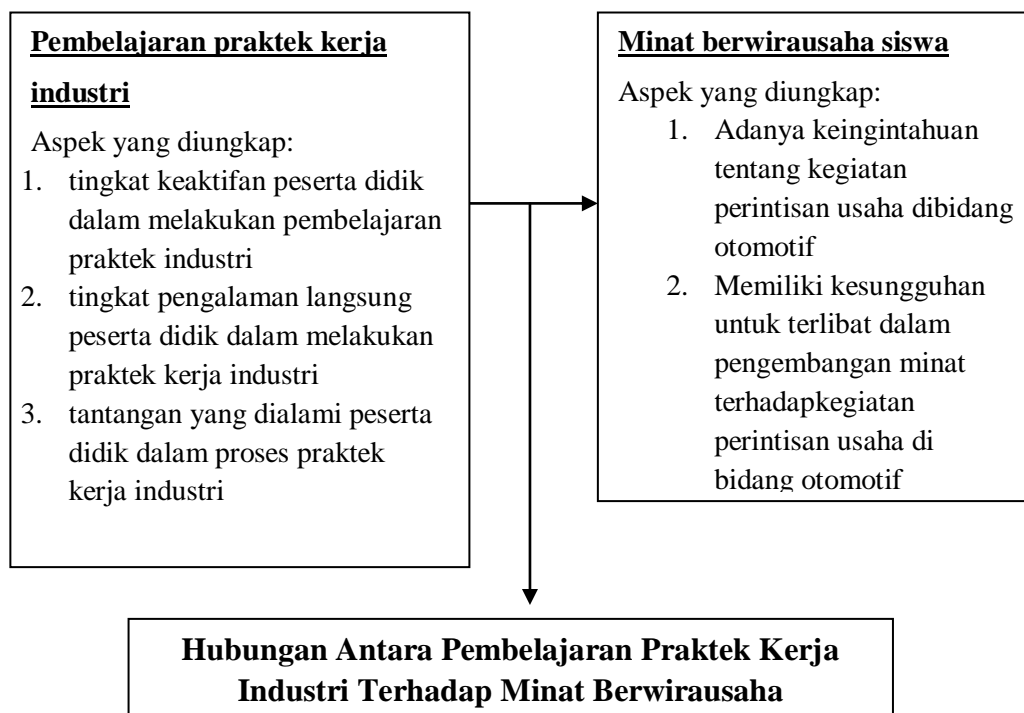 Pembelajaran praktek kerja
industri
Aspek yang diungkap:
1. tingkat keaktifan peserta didik
dalam melakukan pembelajaran
praktek industri
2. tingkat pengalaman langsung
peserta didik dalam melakukan
praktek kerja industri
3. tantangan yang dialami peserta
didik dalam proses praktek
kerja industri
Minat berwirausaha siswa
Aspek yang diungkap:
1. Adanya keingintahuan
tentang kegiatan
perintisan usaha dibidang
otomotif
2. Memiliki kesungguhan
untuk terlibat dalam
pengembangan minat
terhadapkegiatan
perintisan usaha di
bidang otomotif
Hubungan Antara Pembelajaran Praktek Kerja
Industri Terhadap Minat Berwirausaha